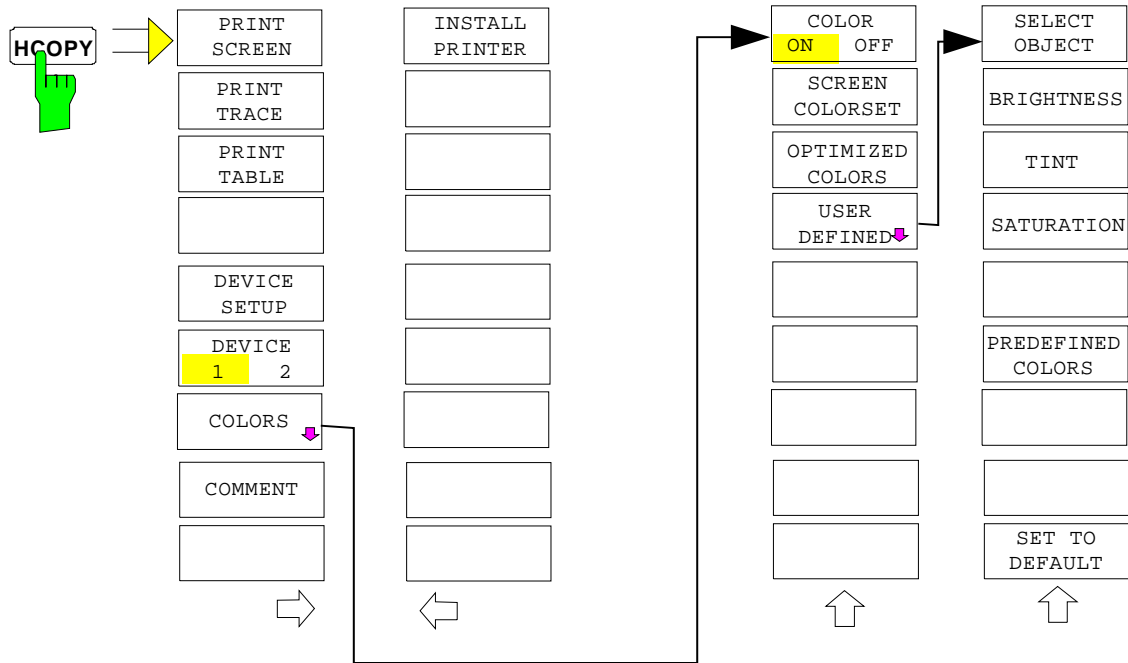 HCOPY
PRINT
SCREEN
PRINT
TRACE
PRINT
TABLE
DEVICE
SETUP
DEVICE
1 2
COLORS
COMMENT
INSTALL
PRINTER
COLOR
ON OFF
SCREEN
COLORSET
OPTIMIZED
COLORS
USER
DEFINED
SELECT
OBJECT
BRIGHTNESS
TINT
SATURATION
PREDEFINED
COLORS
SET TO
DEFAULT